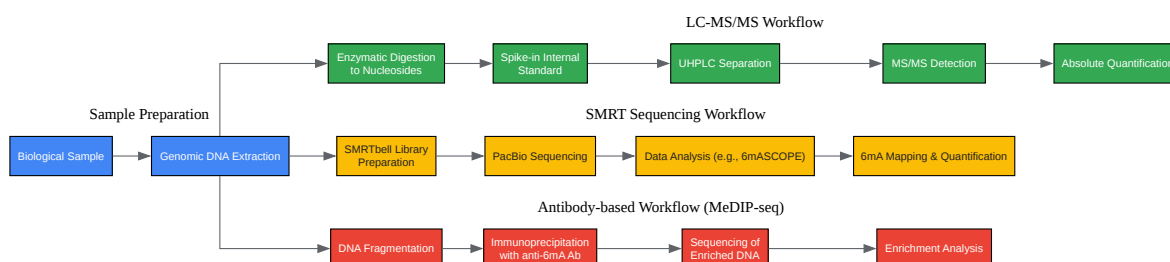 LC-MS/MS Workflow
Enzymatic Digestion
to Nucleosides
Spike-in Internal
Standard
UHPLC Separation
MS/MS Detection
Absolute Quantification
Sample Preparation
SMRT Sequencing Workflow
Biological Sample
Genomic DNA Extraction
SMRTbell Library
Preparation
PacBio Sequencing
Data Analysis (e.g., 6mASCOPE)
6mA Mapping & Quantification
Antibody-based Workflow (MeDIP-seq)
DNA Fragmentation
Immunoprecipitation
with anti-6mA Ab
Sequencing of
Enriched DNA
Enrichment Analysis